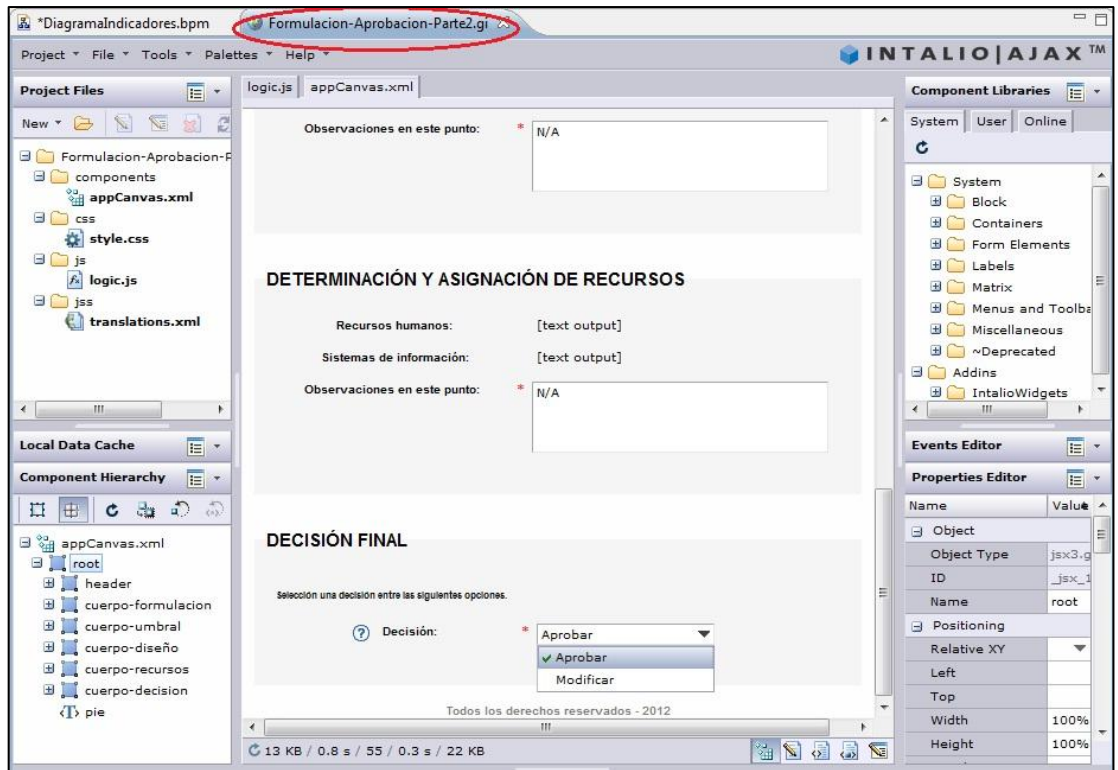 *DiagramaIndicadores.bpm
Formulacion-Aprobacion-Parte2.gi
Project File Tools Palettes Help
INTALIO|AJAX™
Project Files
New
Formulacion-Aprobacion-P
components
appCanvas.xml
css
style.css
js
logic.js
jss
translations.xml
Local Data Cache
Component Hierarchy
appCanvas.xml
root
header
cuerpo-formulacion
cuerpo-umbral
cuerpo-diseño
cuerpo-recursos
cuerpo-decision
pie
logic.js appCanvas.xml
Observaciones en este punto: * N/A
DETERMINACIÓN Y ASIGNACIÓN DE RECURSOS
Recursos humanos: [text output]
Sistemas de información: [text output]
Observaciones en este punto: * N/A
DECISIÓN FINAL
Selección una decisión entre las siguientes opciones.
? Decisión: * Aprobar
Aprobar
Modificar
Todos los derechos reservados - 2012
13 KB / 0.8 s / 55 / 0.3 s / 22 KB
Component Libraries
System User Online
System
Block
Containers
Form Elements
Labels
Matrix
Menus and Toolba
Miscellaneous
~Deprecated
Addins
IntalioWidgets
Events Editor
Properties Editor
Name Value
Object
Object Type jsx3.g
ID _jsx_1
Name root
Positioning
Relative XY
Left
Top
Width 100%
Height 100%